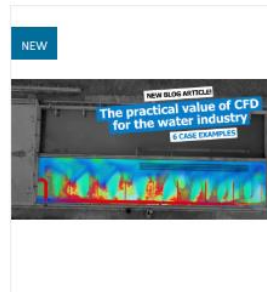 NEW
NEW BLOG ARTICLE!
The practical value of CFD
for the water industry
6 CASE EXAMPLES